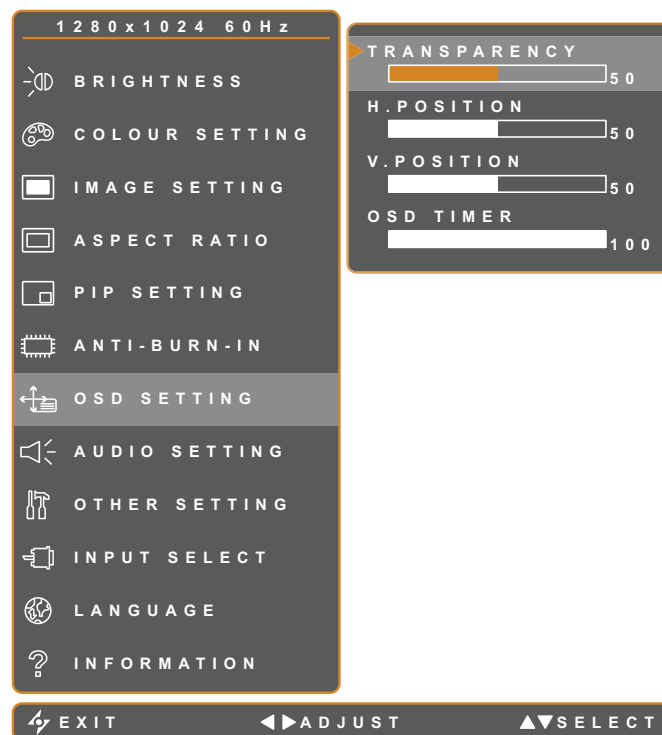 1280x1024 60Hz
BRIGHTNESS
COLOUR SETTING
IMAGE SETTING
ASPECT RATIO
PIP SETTING
ANTI-BURN-IN
OSD SETTING
AUDIO SETTING
OTHER SETTING
INPUT SELECT
LANGUAGE
INFORMATION
TRANSPARENCY
50
H.POSITION
50
V.POSITION
50
OSD TIMER
100
EXIT ADJUST SELECT